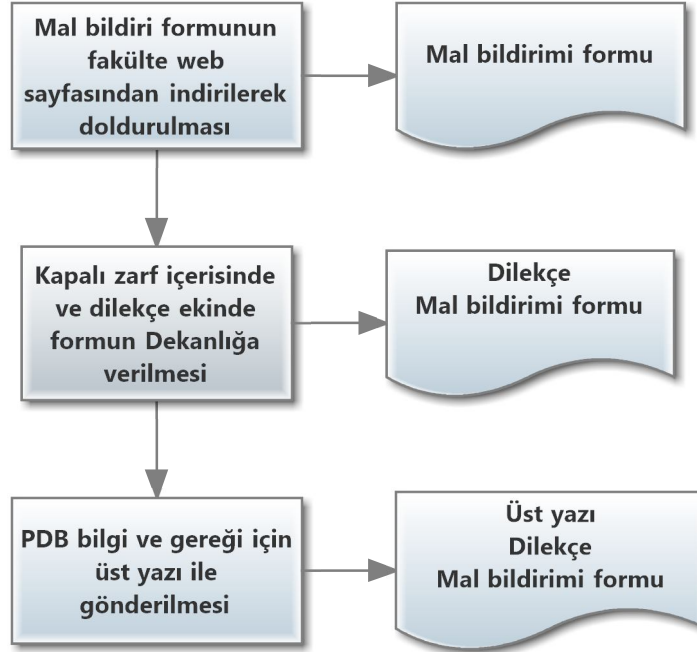 Mal bildiri formunun
fakülte web
sayfasından indirilerek
doldurulması
Mal bildirimi formu
Kapalı zarf içerisinde
ve dilekçe ekinde
formun Dekanlığa
verilmesi
Dilekçe
Mal bildirimi formu
PDB bilgi ve gereği için
üst yazı ile
gönderilmesi
Üst yazı
Dilekçe
Mal bildirimi formu